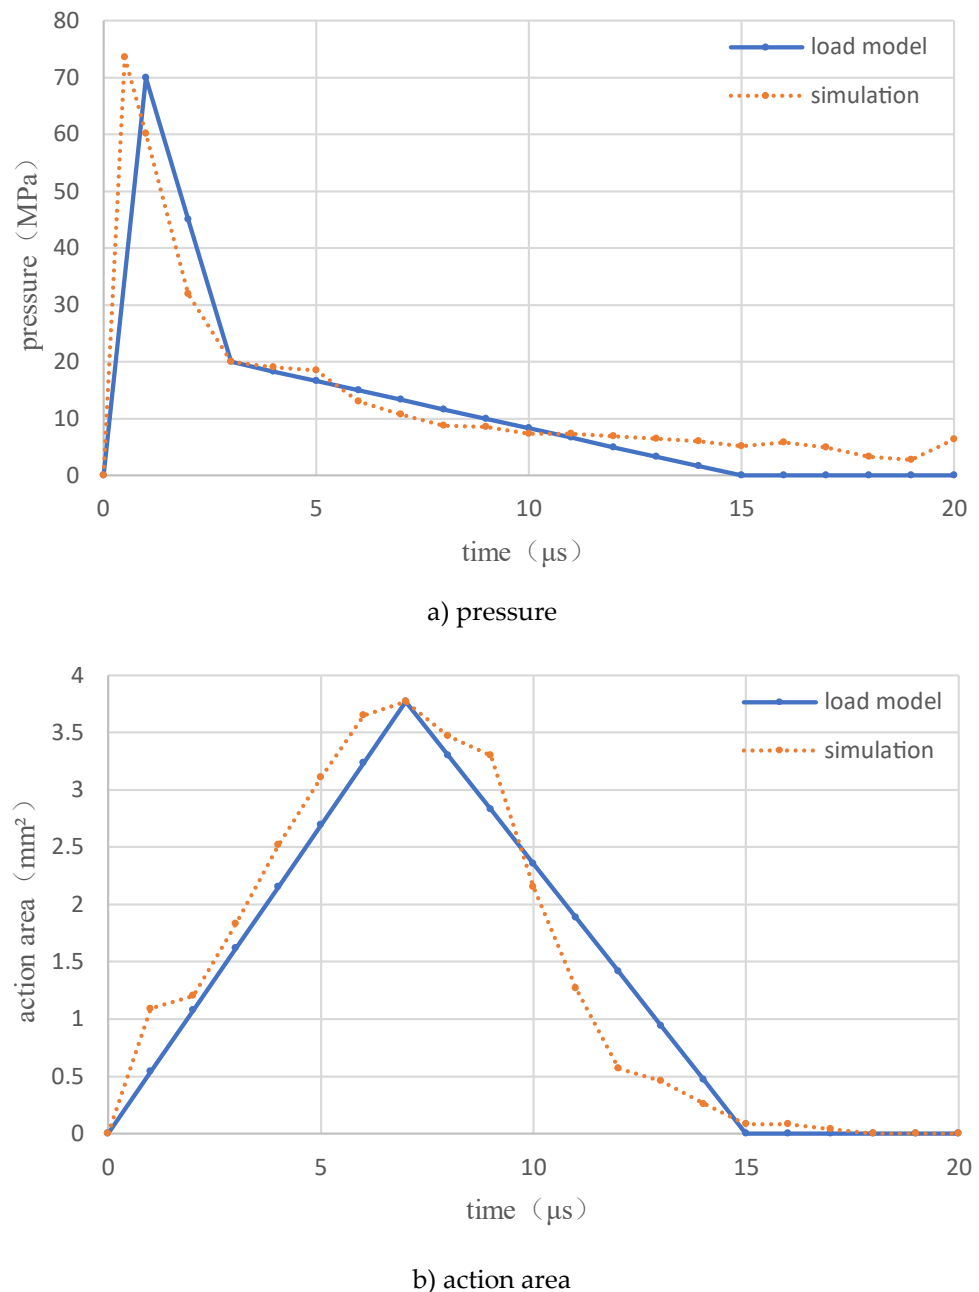 80
70
60
50
40
30
20
10
0
pressure（MPa）
load model
simulation
0 5 10 15 20
time（μs）
a) pressure
4
3.5
3
2.5
2
1.5
1
0.5
0
action area（mm²）
load model
simulation
0 5 10 15 20
time（μs）
b) action area